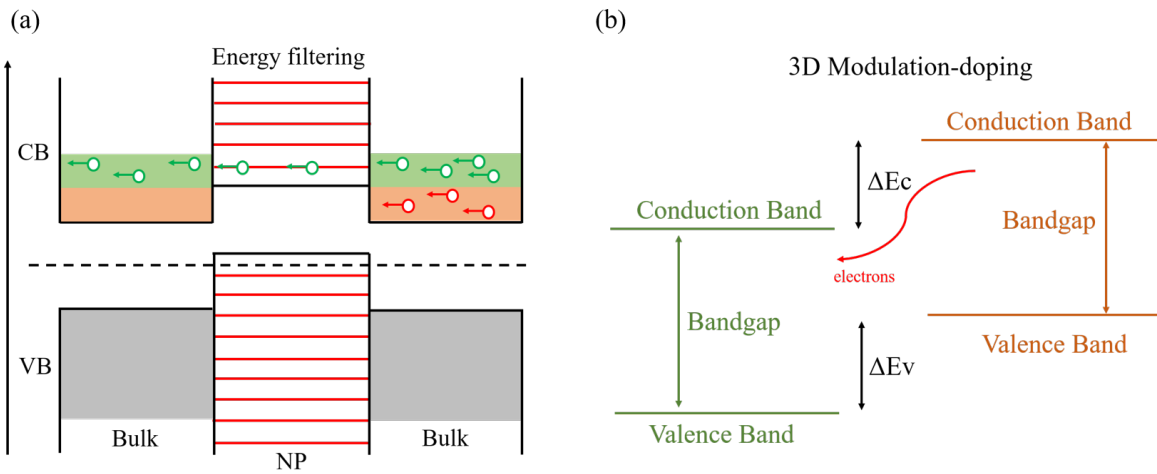 (a)
Energy filtering
CB
VB
Bulk
NP
Bulk
(b)
3D Modulation-doping
Conduction Band
ΔEc
Conduction Band
Bandgap
electrons
Bandgap
Valence Band
ΔEv
Valence Band